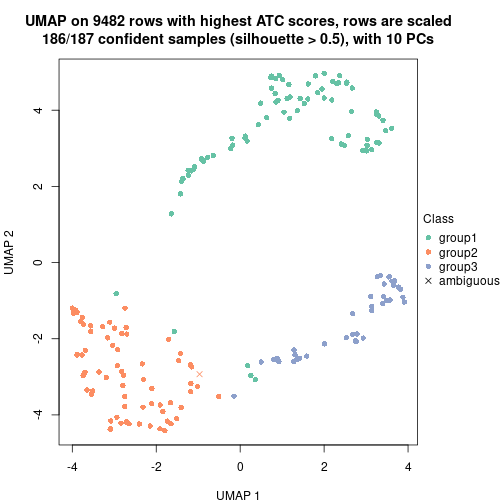 UMAP on 9482 rows with highest ATC scores, rows are scaled
186/187 confident samples (silhouette > 0.5), with 10 PCs
4
2
0
-2
-4
UMAP 2
-4
-2
0
2
4
UMAP 1
Class
group1
group2
group3
ambiguous